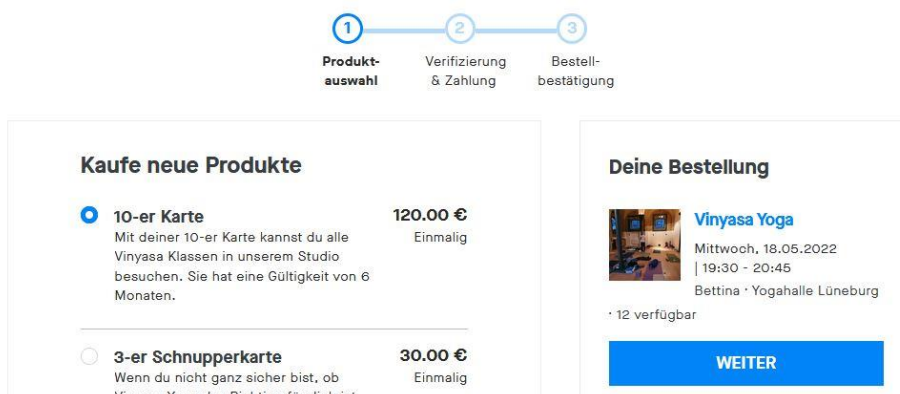 1
2
3
Produkt-
auswahl
Verifizierung
& Zahlung
Bestell-
bestätigung
Kaufe neue Produkte
10-er Karte
120.00 €
Mit deiner 10-er Karte kannst du alle
Einmalig
Vinyasa Klassen in unserem Studio
besuchen. Sie hat eine Gültigkeit von 6
Monaten.
3-er Schnupperkarte
30.00 €
Wenn du nicht ganz sicher bist, ob
Einmalig
Deine Bestellung
Vinyasa Yoga
Mittwoch, 18.05.2022
| 19:30 - 20:45
Bettina · Yogahalle Lüneburg
· 12 verfügbar
WEITER